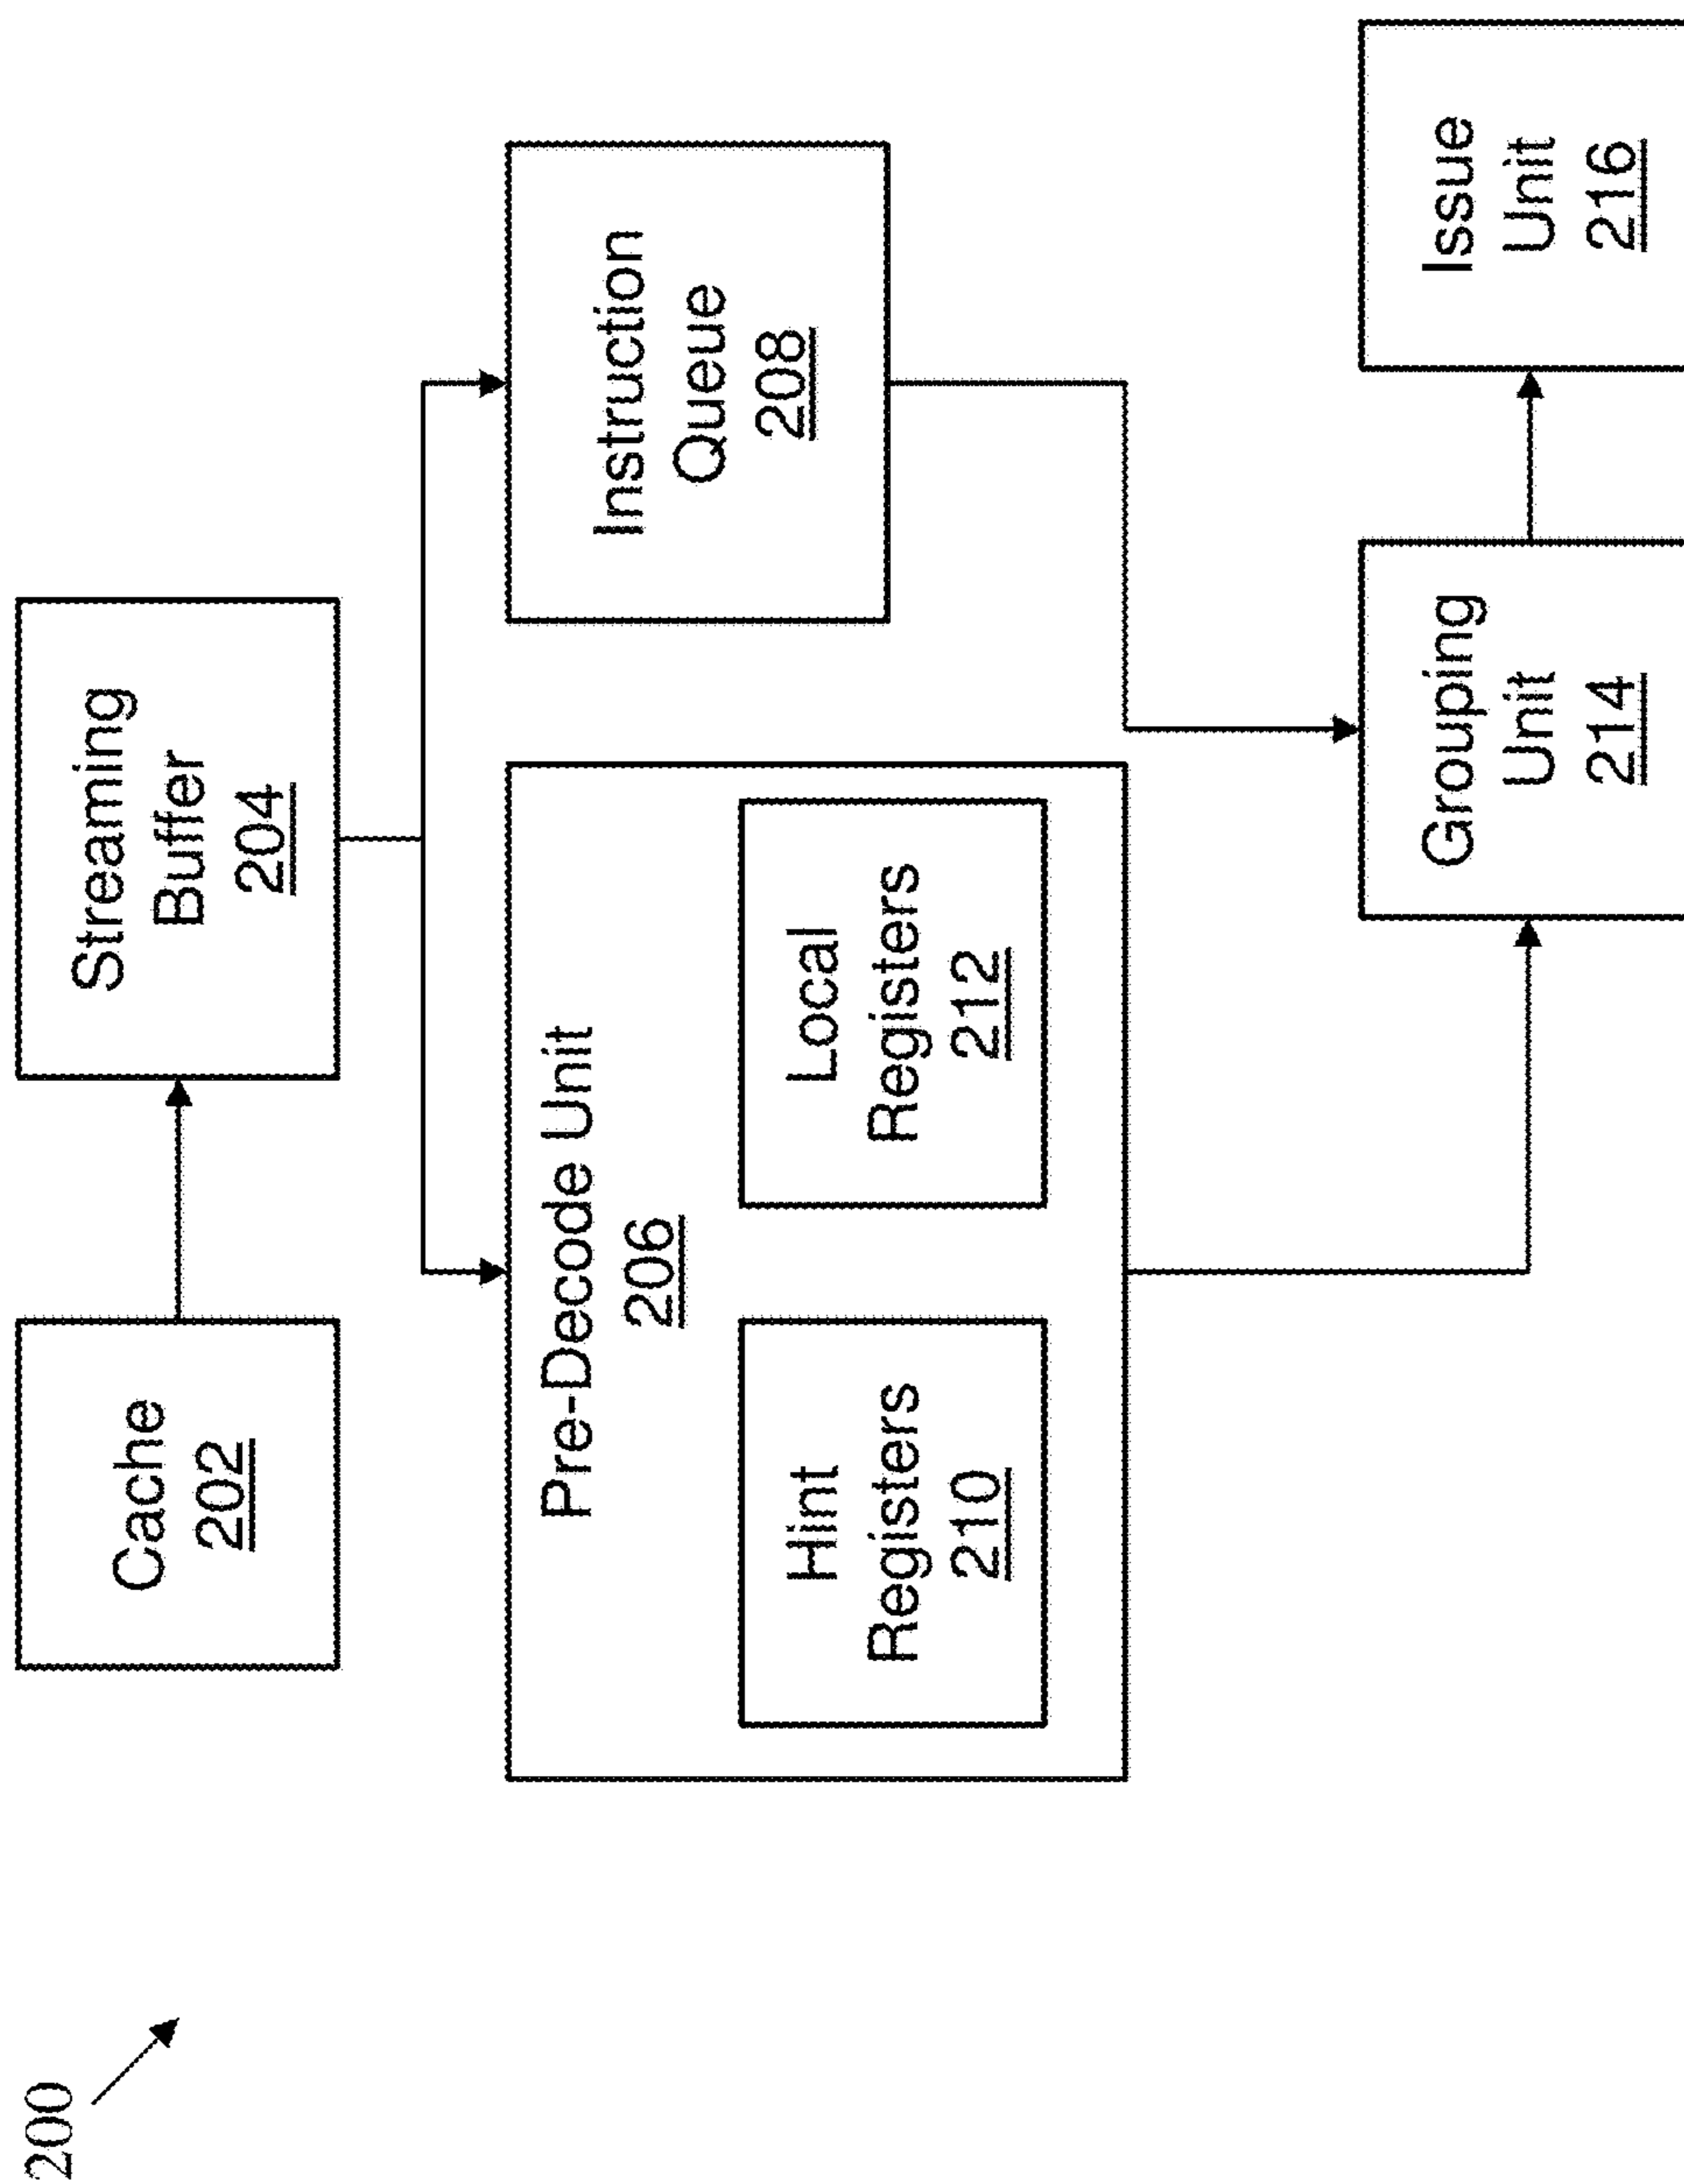 200
Cache
202
Streaming
Buffer
204
Pre-Decode Unit
206
Hint
Registers
210
Local
Registers
212
Instruction
Queue
208
Grouping
Unit
214
Issue
Unit
216